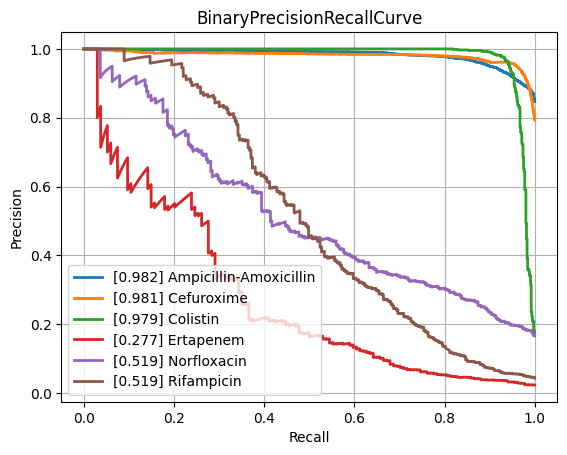 BinaryPrecisionRecallCurve
Precision
1.0
0.8
0.6
0.4
0.2
0.0
[0.982] Ampicillin-Amoxicillin
[0.981] Cefuroxime
[0.979] Colistin
[0.277] Ertapenem
[0.519] Norfloxacin
[0.519] Rifampicin
0.0 0.2 0.4 0.6 0.8 1.0
Recall